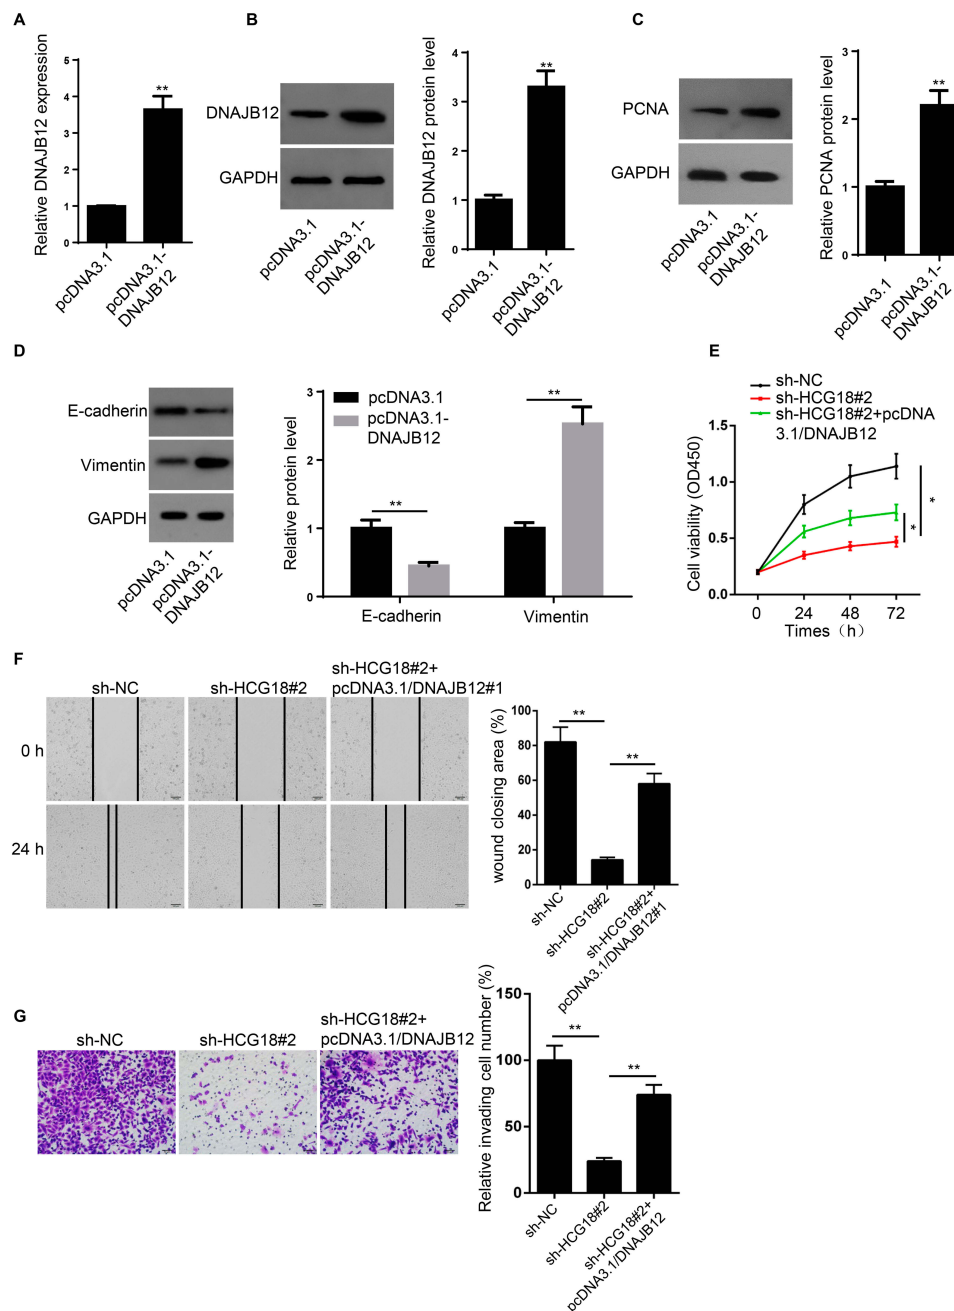 A
Relative DNAJB12 expression
5
4
3
2
1
0
**
pcDNA3.1
pcDNA3.1-
DNAJB12
B
DNAJB12
GAPDH
pcDNA3.1
pcDNA3.1-
DNAJB12
Relative DNAJB12 protein level
4
3
2
1
0
**
pcDNA3.1
pcDNA3.1-
DNAJB12
C
PCNA
GAPDH
pcDNA3.1
pcDNA3.1-
DNAJB12
Relative PCNA protein level
3
2
1
0
**
pcDNA3.1
pcDNA3.1-
DNAJB12
D
E-cadherin
Vimentin
GAPDH
pcDNA3.1
pcDNA3.1-
DNAJB12
Relative protein level
3
2
1
0
pcDNA3.1
pcDNA3.1-
DNAJB12
**
**
E-cadherin
Vimentin
E
sh-NC
sh-HCG18#2
sh-HCG18#2+pcDNA
3.1/DNAJB12
Cell viability (OD450)
1.5
1.0
0.5
0.0
*
*
0 24 48 72
Times（h）
F
sh-NC
sh-HCG18#2
sh-HCG18#2+
pcDNA3.1/DNAJB12#1
0 h
24 h
wound closing area (%)
100
80
60
40
20
0
**
**
sh-NC
sh-HCG18#2
sh-HCG18#2+
pcDNA3.1/DNAJB12#1
G
sh-NC
sh-HCG18#2
sh-HCG18#2+
pcDNA3.1/DNAJB12
Relative invading cell number (%)
150
100
50
0
**
**
sh-NC
sh-HCG18#2
sh-HCG18#2+
pcDNA3.1/DNAJB12